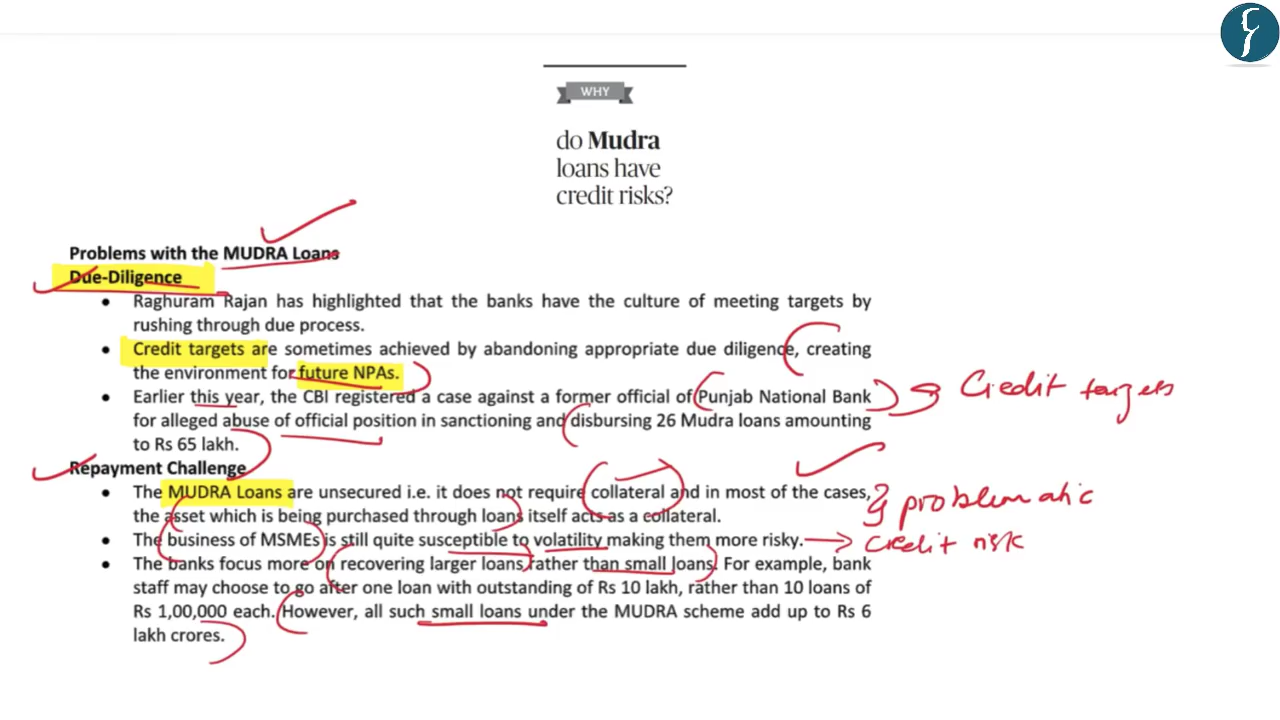 WHY
do Mudra
loans have
credit risks?
Problems with the MUDRA Loans
Due-Diligence
• Raghuram Rajan has highlighted that the banks have the culture of meeting targets by
rushing through due process.
• Credit targets are sometimes achieved by abandoning appropriate due diligence, creating
the environment for future NPAs.
• Earlier this year, the CBI registered a case against a former official of Punjab National Bank
Credit targets
for alleged abuse of official position in sanctioning and disbursing 26 Mudra loans amounting
to Rs 65 lakh.
Repayment Challenge
• The MUDRA Loans are unsecured i.e. it does not require collateral and in most of the cases,
problematic
the asset which is being purchased through loans itself acts as a collateral.
• The business of MSMEs is still quite susceptible to volatility making them more risky.
credit risk
• The banks focus more on recovering larger loans rather than small loans. For example, bank
staff may choose to go after one loan with outstanding of Rs 10 lakh, rather than 10 loans of
Rs 1,00,000 each. However, all such small loans under the MUDRA scheme add up to Rs 6
lakh crores.